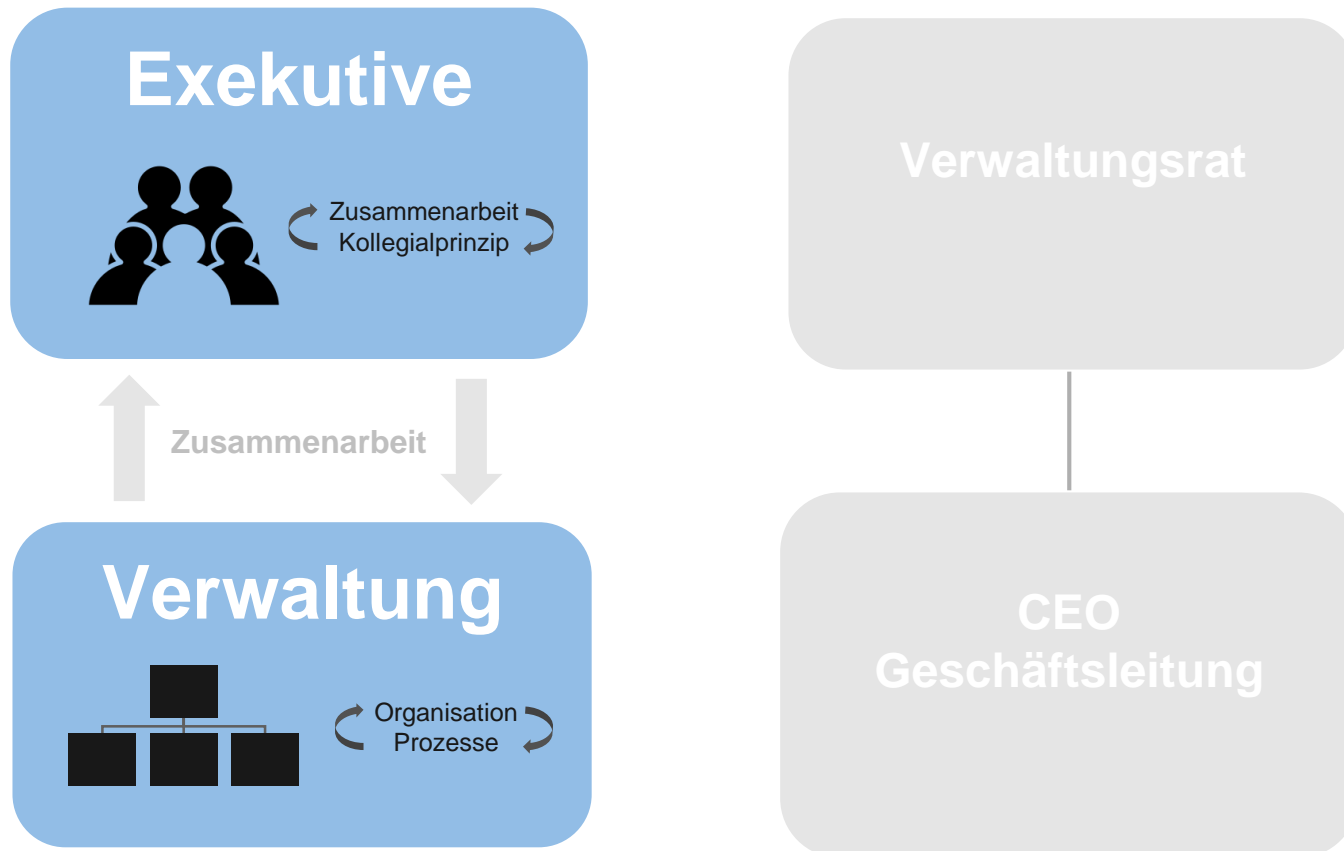 Exekutive
Zusammenarbeit
Kollegialprinzip
Zusammenarbeit
Verwaltung
Organisation
Prozesse
Verwaltungsrat
CEO
Geschäftsleitung